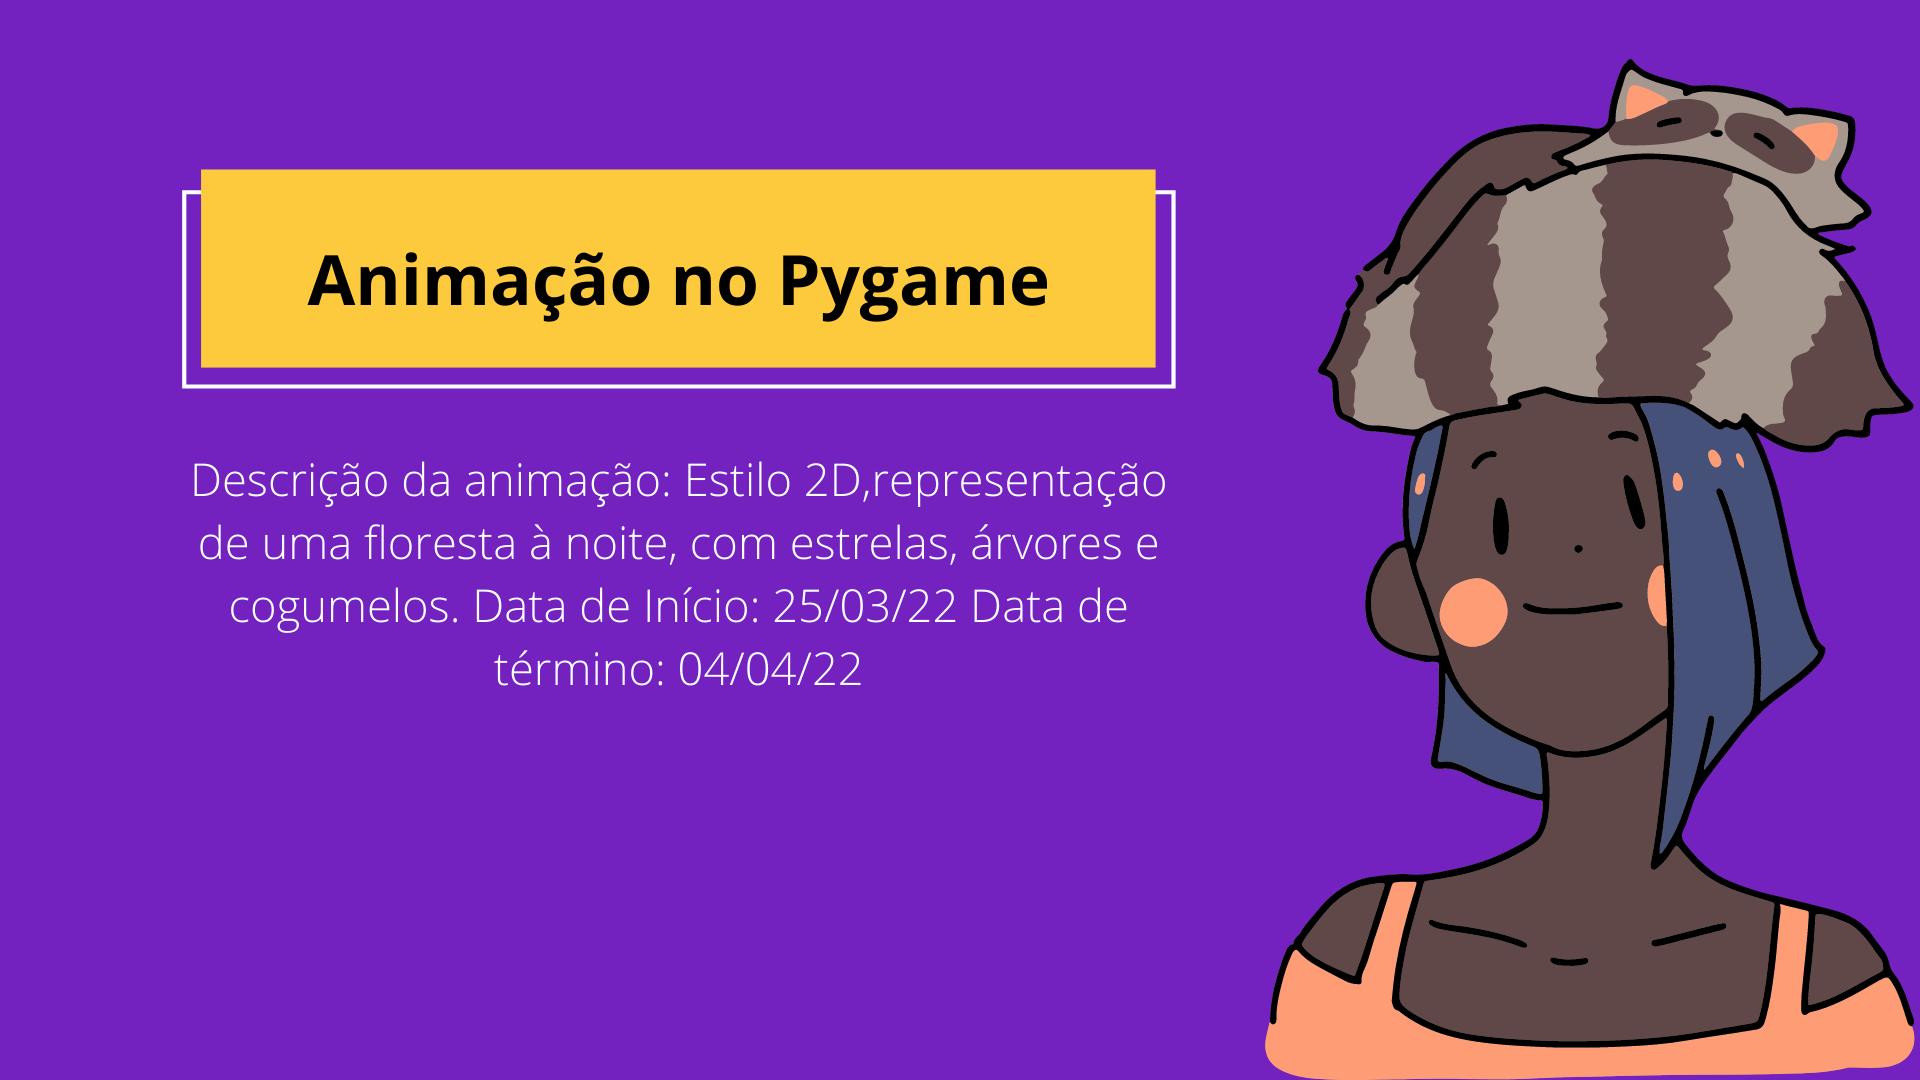 Animação no Pygame
Descrição da animação: Estilo 2D,representação
de uma floresta à noite, com estrelas, árvores e
cogumelos. Data de Início: 25/03/22 Data de
término: 04/04/22